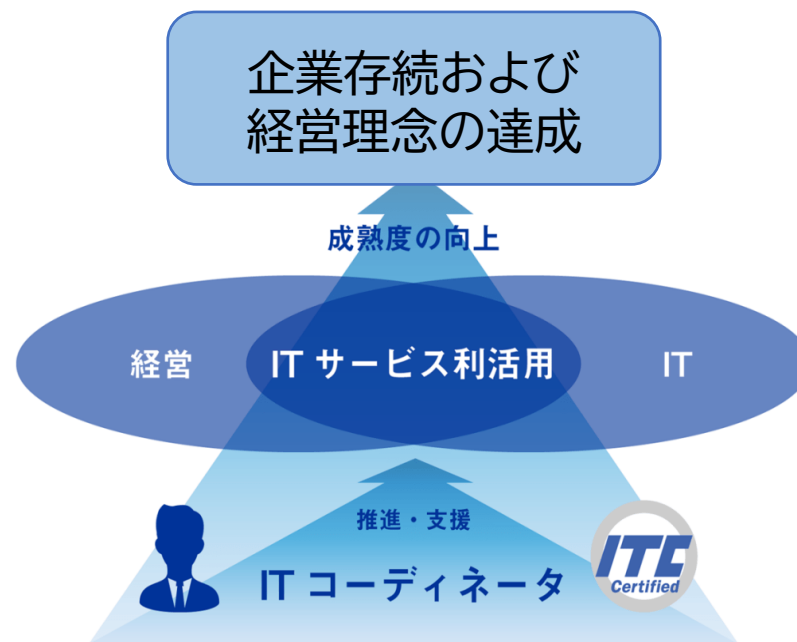 企業存続および
経営理念の達成
成熟度の向上
経営
IT サービス利活用
IT
推進・支援
IT コーディネータ
ITC
Certified